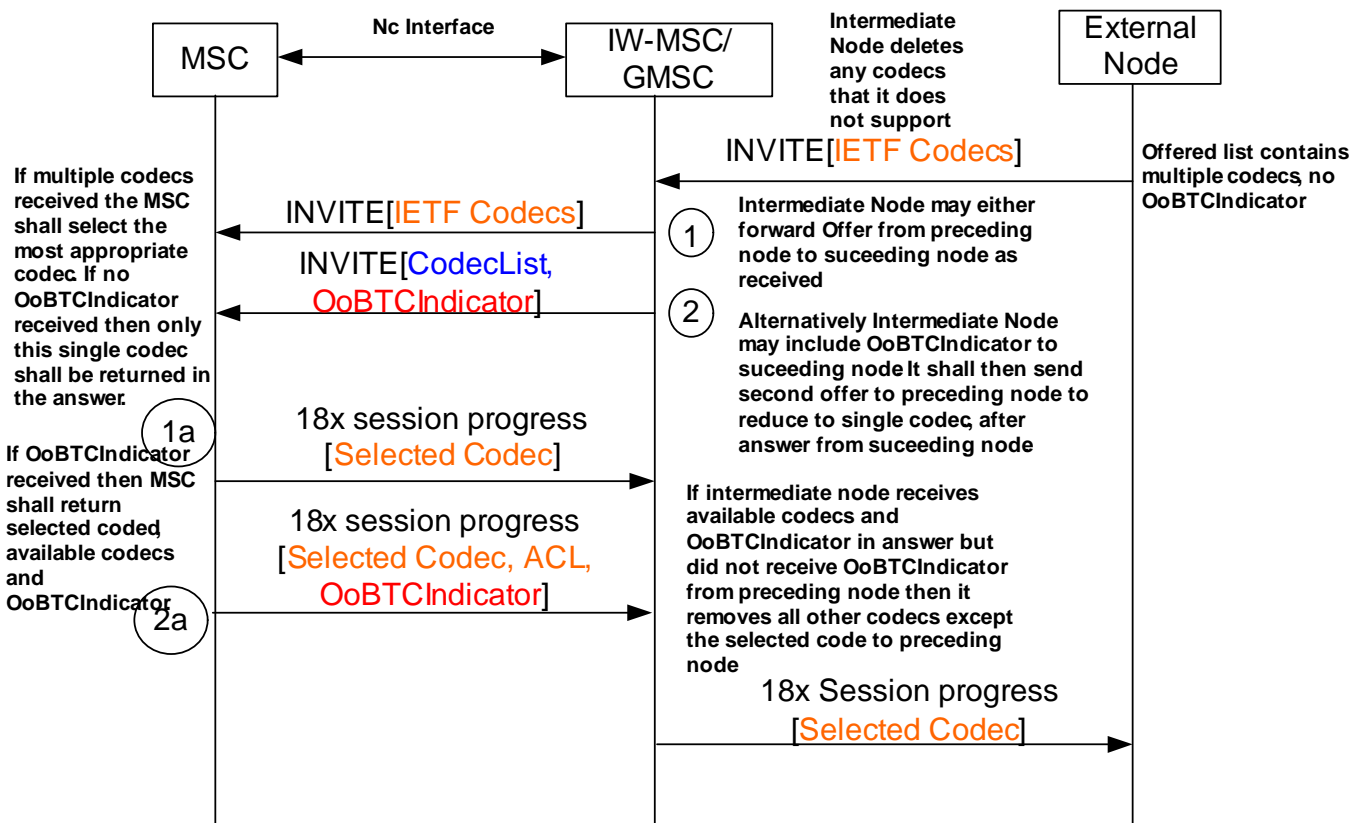 MSC
Nc Interface
IW-MSC/
GMSC
Intermediate
Node deletes
any codecs
that it does
not support
External
Node
INVITE[IETF Codecs]
Offered list contains
multiple codecs, no
OoBTCIndicator
If multiple codecs
received the MSC
shall select the
most appropriate
codec. If no
OoBTCIndicator
received then only
this single codec
shall be returned in
the answer.
INVITE[IETF Codecs]
1
Intermediate Node may either
forward Offer from preceding
node to suceeding node as
received
INVITE[CodecList,
OoBTCIndicator]
2
Alternatively Intermediate Node
may include OoBTCIndicator to
suceeding node It shall then send
second offer to preceding node to
reduce to single codec, after
answer from suceeding node
1a
18x session progress
[Selected Codec]
If OoBTCIndicator
received then MSC
shall return
selected coded,
available codecs
and
OoBTCIndicator
2a
18x session progress
[Selected Codec, ACL,
OoBTCIndicator]
If intermediate node receives
available codecs and
OoBTCIndicator in answer but
did not receive OoBTCIndicator
from preceding node then it
removes all other codecs except
the selected code to preceding
node
18x Session progress
[Selected Codec]